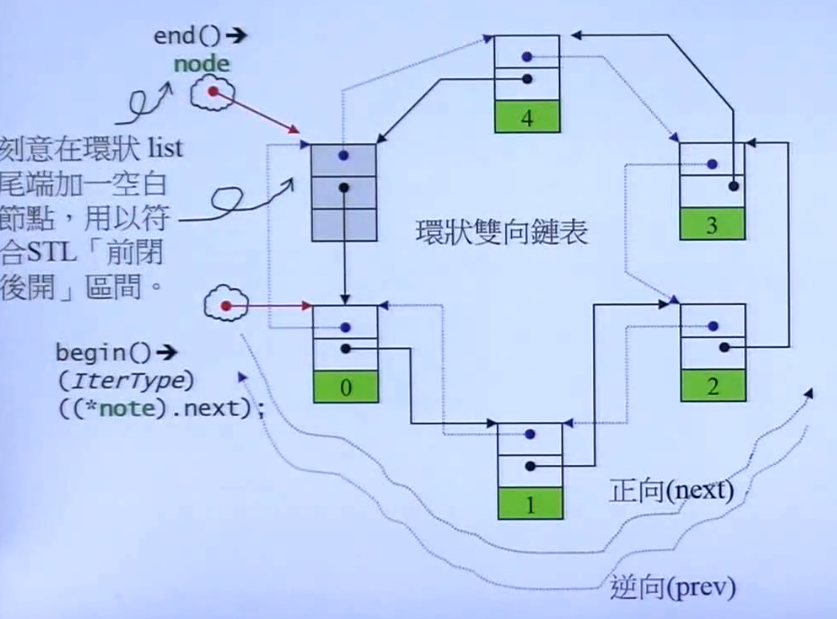 end()➔
node
刻意在環狀 list
尾端加一空白
節點，用以符
合STL「前閉
後開」區間。
begin()➔
(IterType)
((*note).next);
4
3
環狀雙向鏈表
0
2
1
正向(next)
逆向(prev)